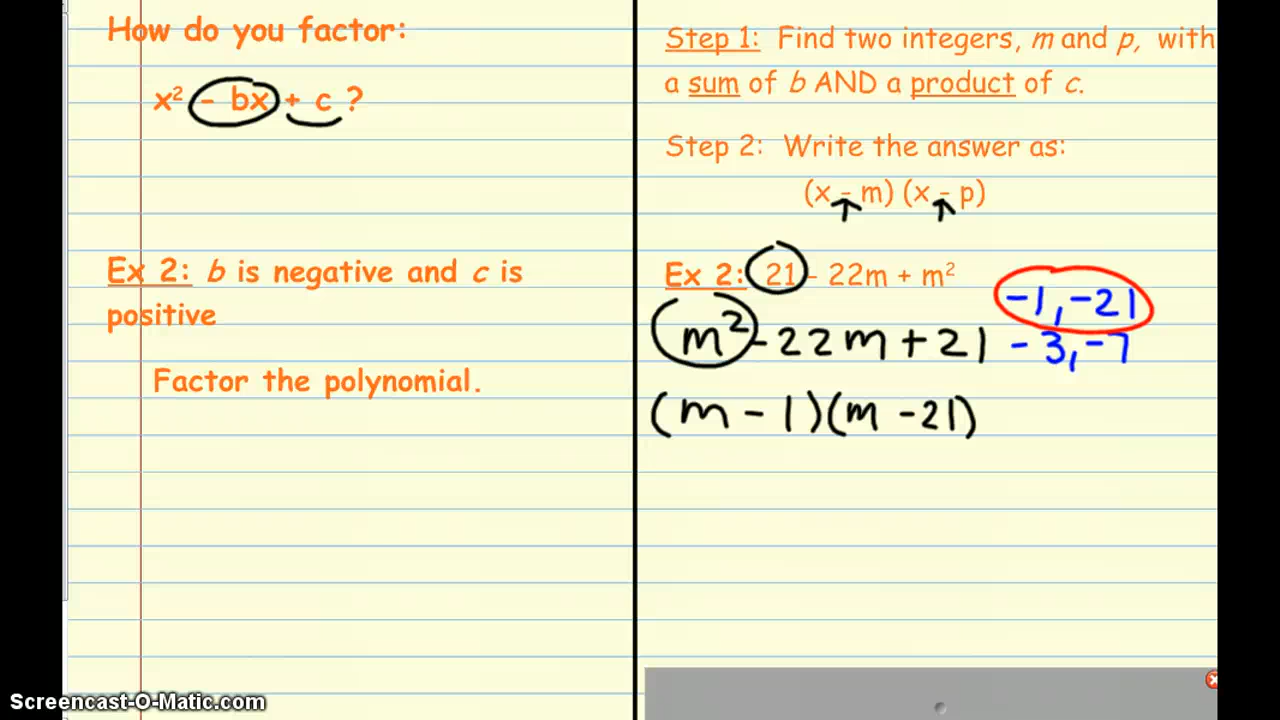 How do you factor:
x² - bx + c ?
Ex 2: b is negative and c is
positive
Factor the polynomial.
Step 1: Find two integers, m and p, with
a sum of b AND a product of c.
Step 2: Write the answer as:
(x - m) (x - p)
Ex 2: 21 - 22m + m²
-1, -21
m² - 22m + 21
-3, -7
(m - 1)(m - 21)
Screencast-O-Matic.com